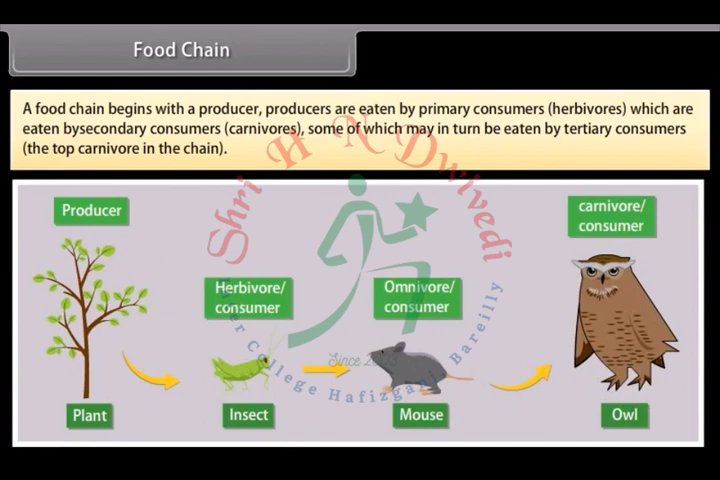 Food Chain
A food chain begins with a producer, producers are eaten by primary consumers (herbivores) which are
eaten bysecondary consumers (carnivores), some of which may in turn be eaten by tertiary consumers
(the top carnivore in the chain).
Shri H N Dwivedi
Producer
carnivore/
consumer
Herbivore/
consumer
Omnivore/
consumer
Since
College Hafizganj Bareilly
Plant
Insect
Mouse
Owl